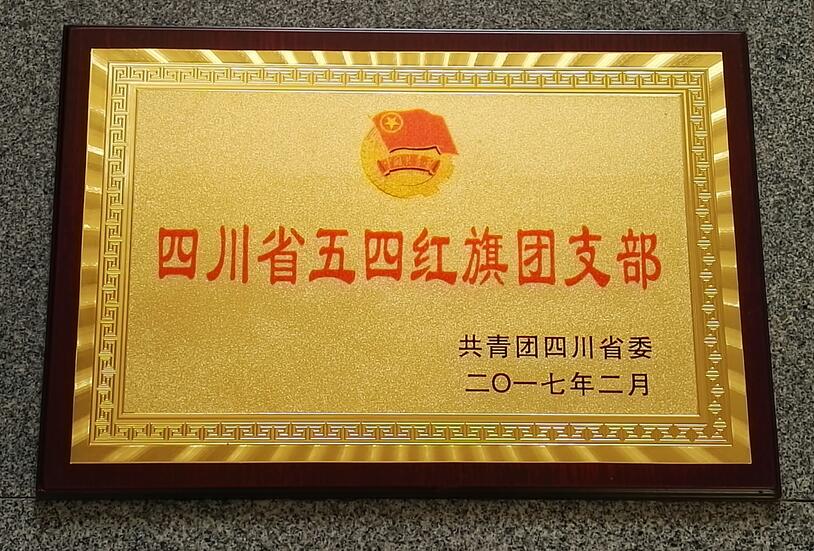 四川省五四红旗团支部
共青团四川省委
二〇一七年二月